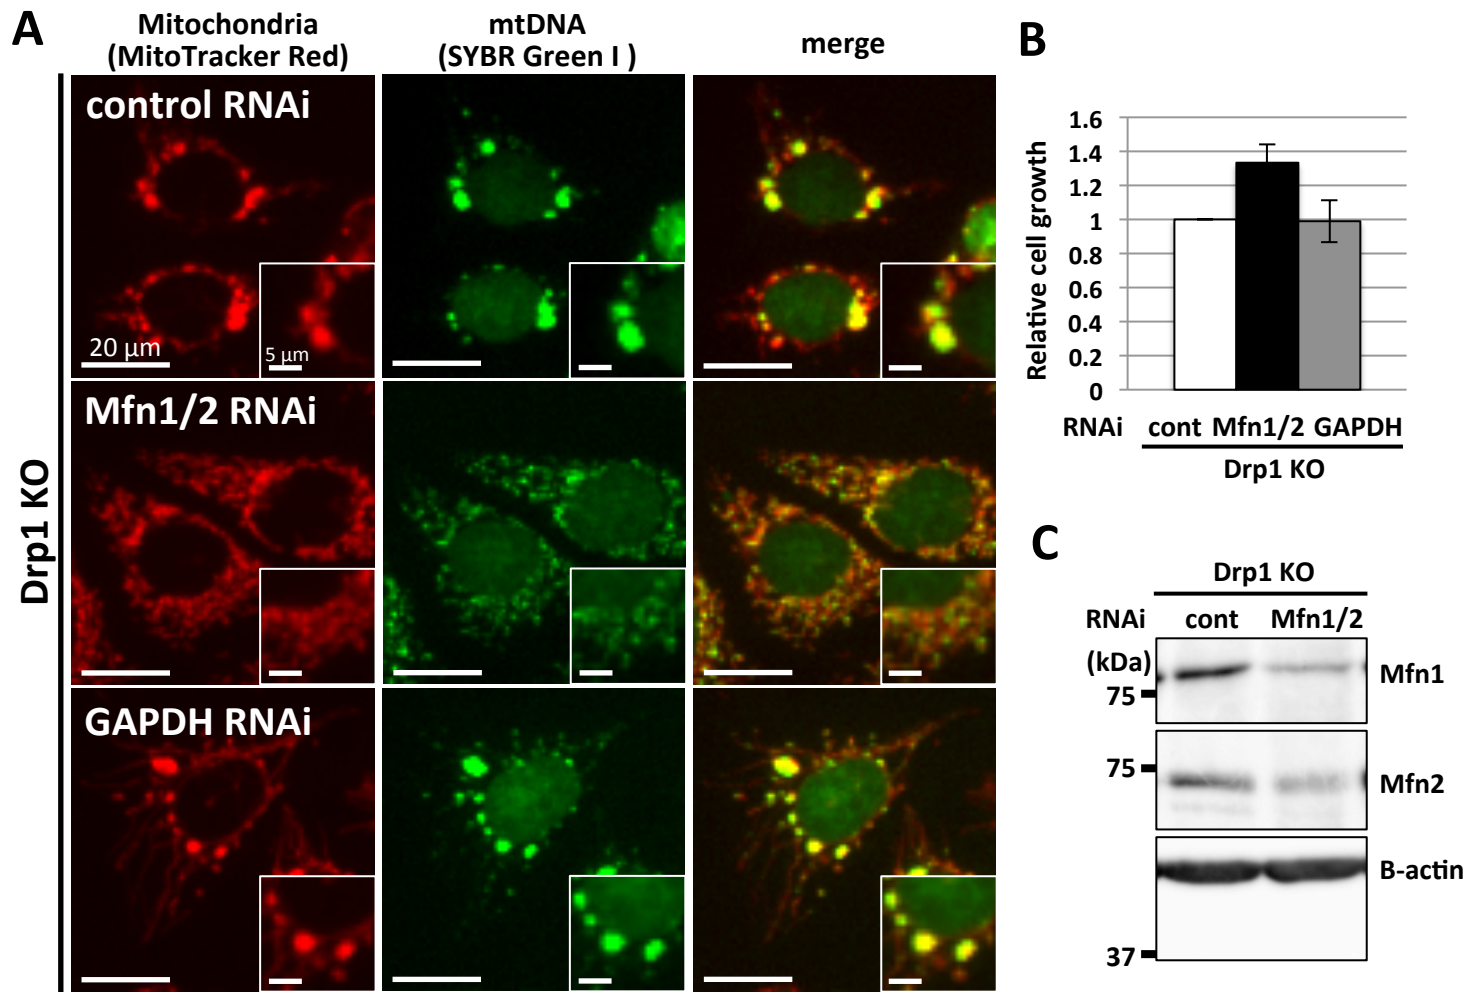 A
Mitochondria
(MitoTracker Red)
mtDNA
(SYBR Green I )
merge
Drp1 KO
control RNAi
20 µm
5 µm
Mfn1/2 RNAi
GAPDH RNAi
B
Relative cell growth
1.6
1.4
1.2
1
0.8
0.6
0.4
0.2
0
RNAi cont Mfn1/2 GAPDH
Drp1 KO
C
Drp1 KO
RNAi cont Mfn1/2
(kDa)
Mfn1
75
75
Mfn2
B-actin
37